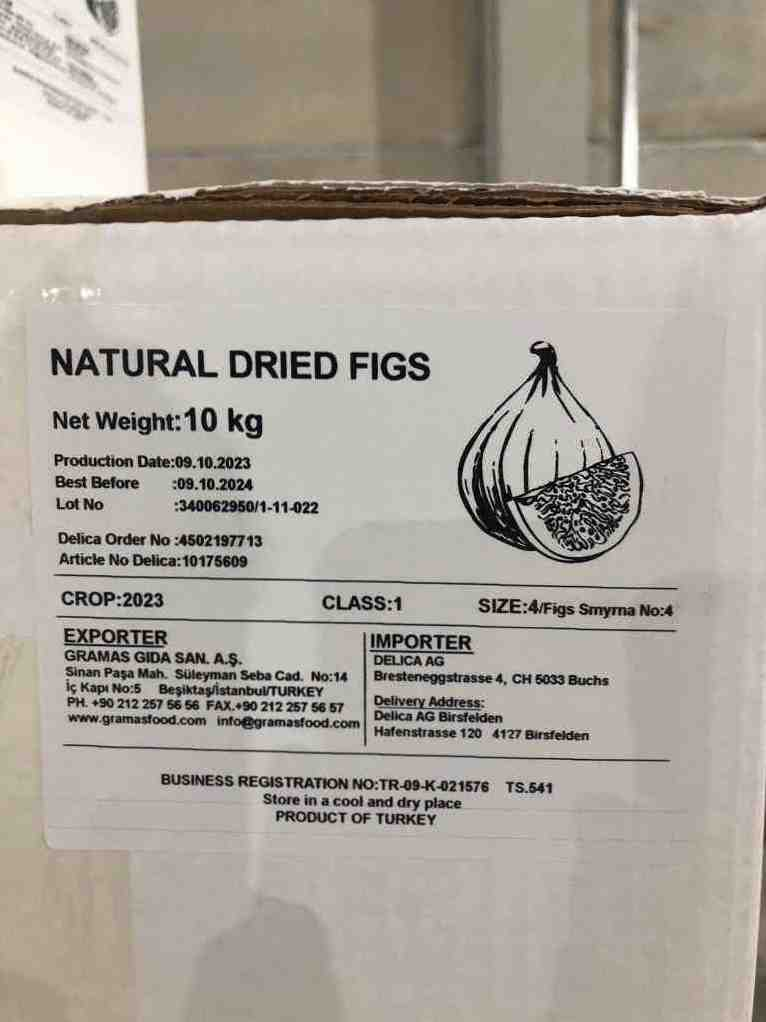 NATURAL DRIED FIGS
Net Weight:10 kg
Production Date:09.10.2023
Best Before :09.10.2024
Lot No :340062950/1-11-022
Delica Order No :4502197713
Article No Delica:10175609
CROP:2023 CLASS:1 SIZE:4/Figs Smyrna No:4
EXPORTER
GRAMAS GIDA SAN. A.Ş.
Sinan Paşa Mah. Süleyman Seba Cad. No:14
İç Kapı No:5 Beşiktaş/İstanbul/TURKEY
PH. +90 212 257 56 56 FAX.+90 212 257 56 57
www.gramasfood.com info@gramasfood.com
IMPORTER
DELICA AG
Bresteneggstrasse 4, CH 5033 Buchs
Delivery Address:
Delica AG Birsfelden
Hafenstrasse 120 4127 Birsfelden
BUSINESS REGISTRATION NO:TR-09-K-021576 TS.541
Store in a cool and dry place
PRODUCT OF TURKEY